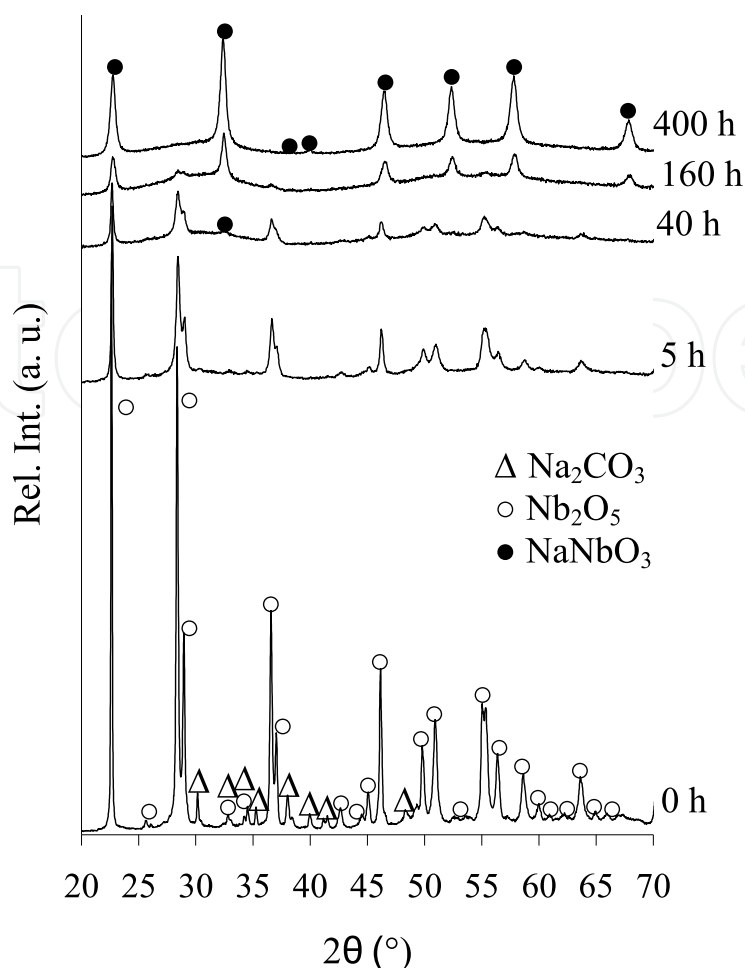 400 h
160 h
40 h
5 h
Rel. Int. (a. u.)
Δ Na₂CO₃
○ Nb₂O₅
● NaNbO₃
0 h
20 25 30 35 40 45 50 55 60 65 70
2θ (°)